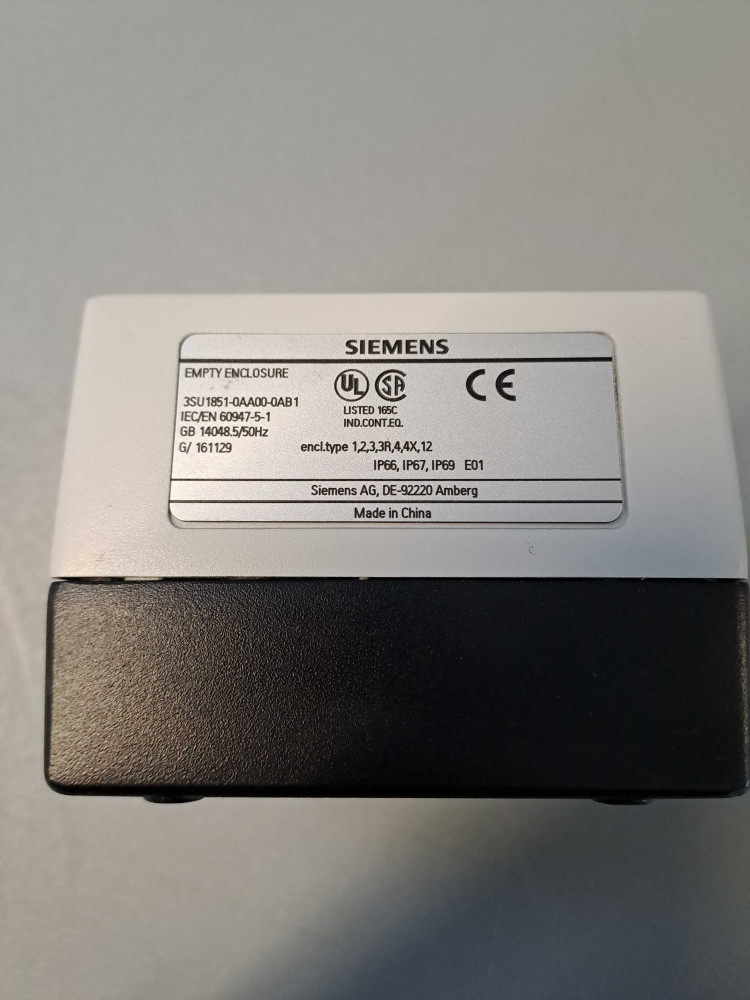 SIEMENS
EMPTY ENCLOSURE
UL SA CE
3SU1851-0AA00-0AB1
LISTED 165C
IEC/EN 60947-5-1
IND.CONT.EQ.
GB 14048.5/50Hz
G/ 161129
encl.type 1,2,3,3R,4,4X,12
IP66, IP67, IP69 E01
Siemens AG, DE-92220 Amberg
Made in China